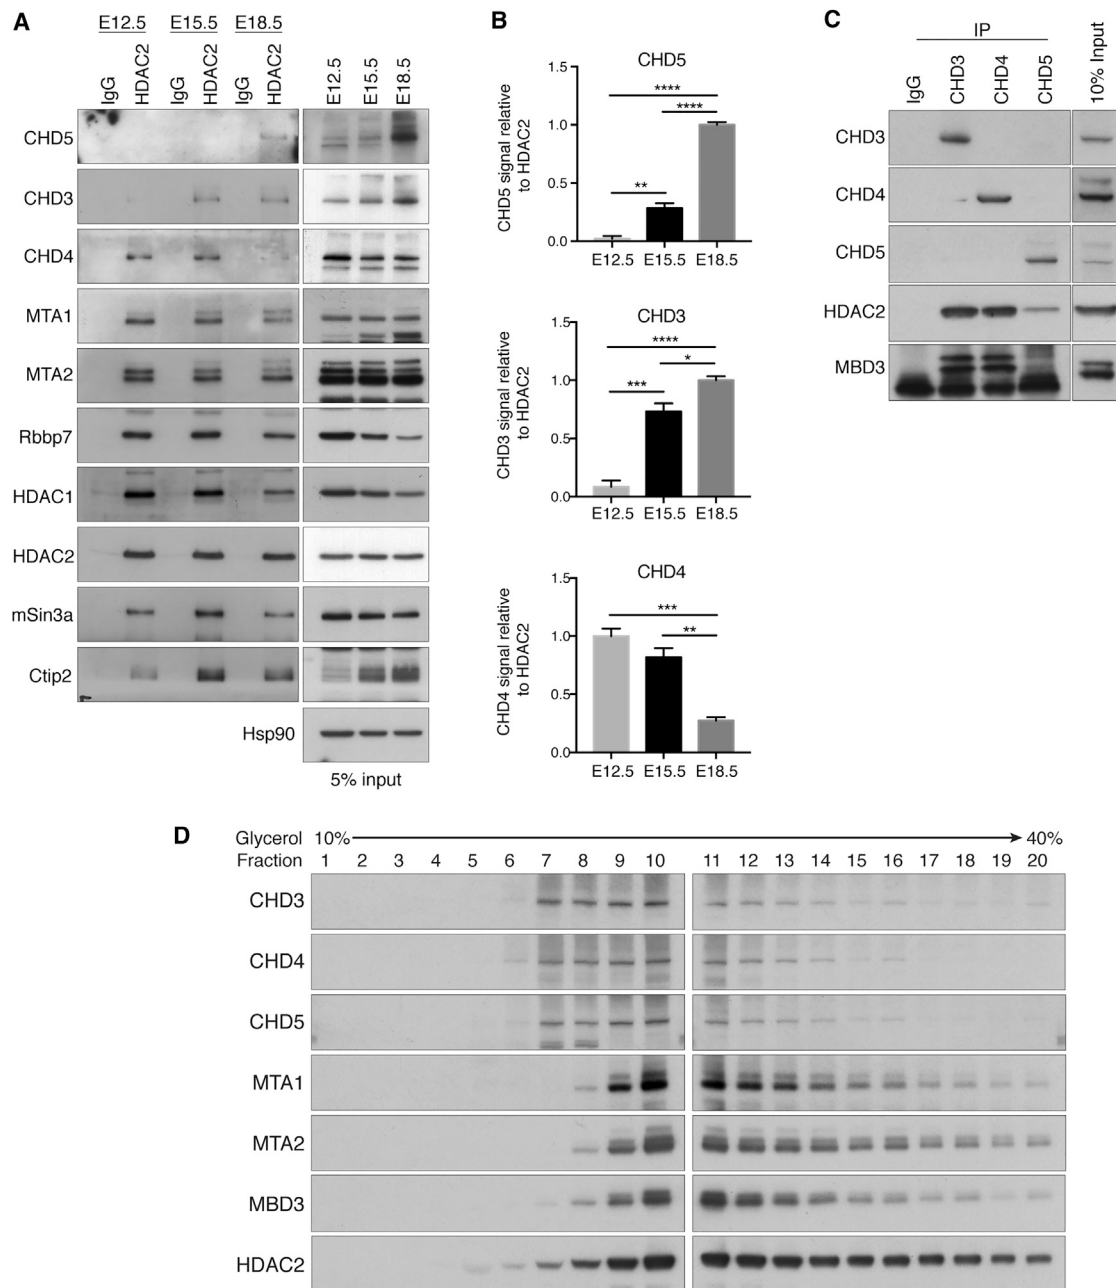 A
E12.5 E15.5 E18.5
IgG HDAC2 IgG HDAC2 IgG HDAC2 E12.5 E15.5 E18.5
CHD5
CHD3
CHD4
MTA1
MTA2
Rbbp7
HDAC1
HDAC2
mSin3a
Ctip2
Hsp90
5% input
B
CHD5
CHD5 signal relative
to HDAC2
1.5
1.0
0.5
0.0
****
****
**
E12.5 E15.5 E18.5
CHD3
CHD3 signal relative
to HDAC2
1.5
1.0
0.5
0.0
****
*
***
E12.5 E15.5 E18.5
CHD4
CHD4 signal relative
to HDAC2
1.5
1.0
0.5
0.0
***
**
E12.5 E15.5 E18.5
C
IP
IgG CHD3 CHD4 CHD5 10% Input
CHD3
CHD4
CHD5
HDAC2
MBD3
D
Glycerol 10% 40%
Fraction 1 2 3 4 5 6 7 8 9 10 11 12 13 14 15 16 17 18 19 20
CHD3
CHD4
CHD5
MTA1
MTA2
MBD3
HDAC2